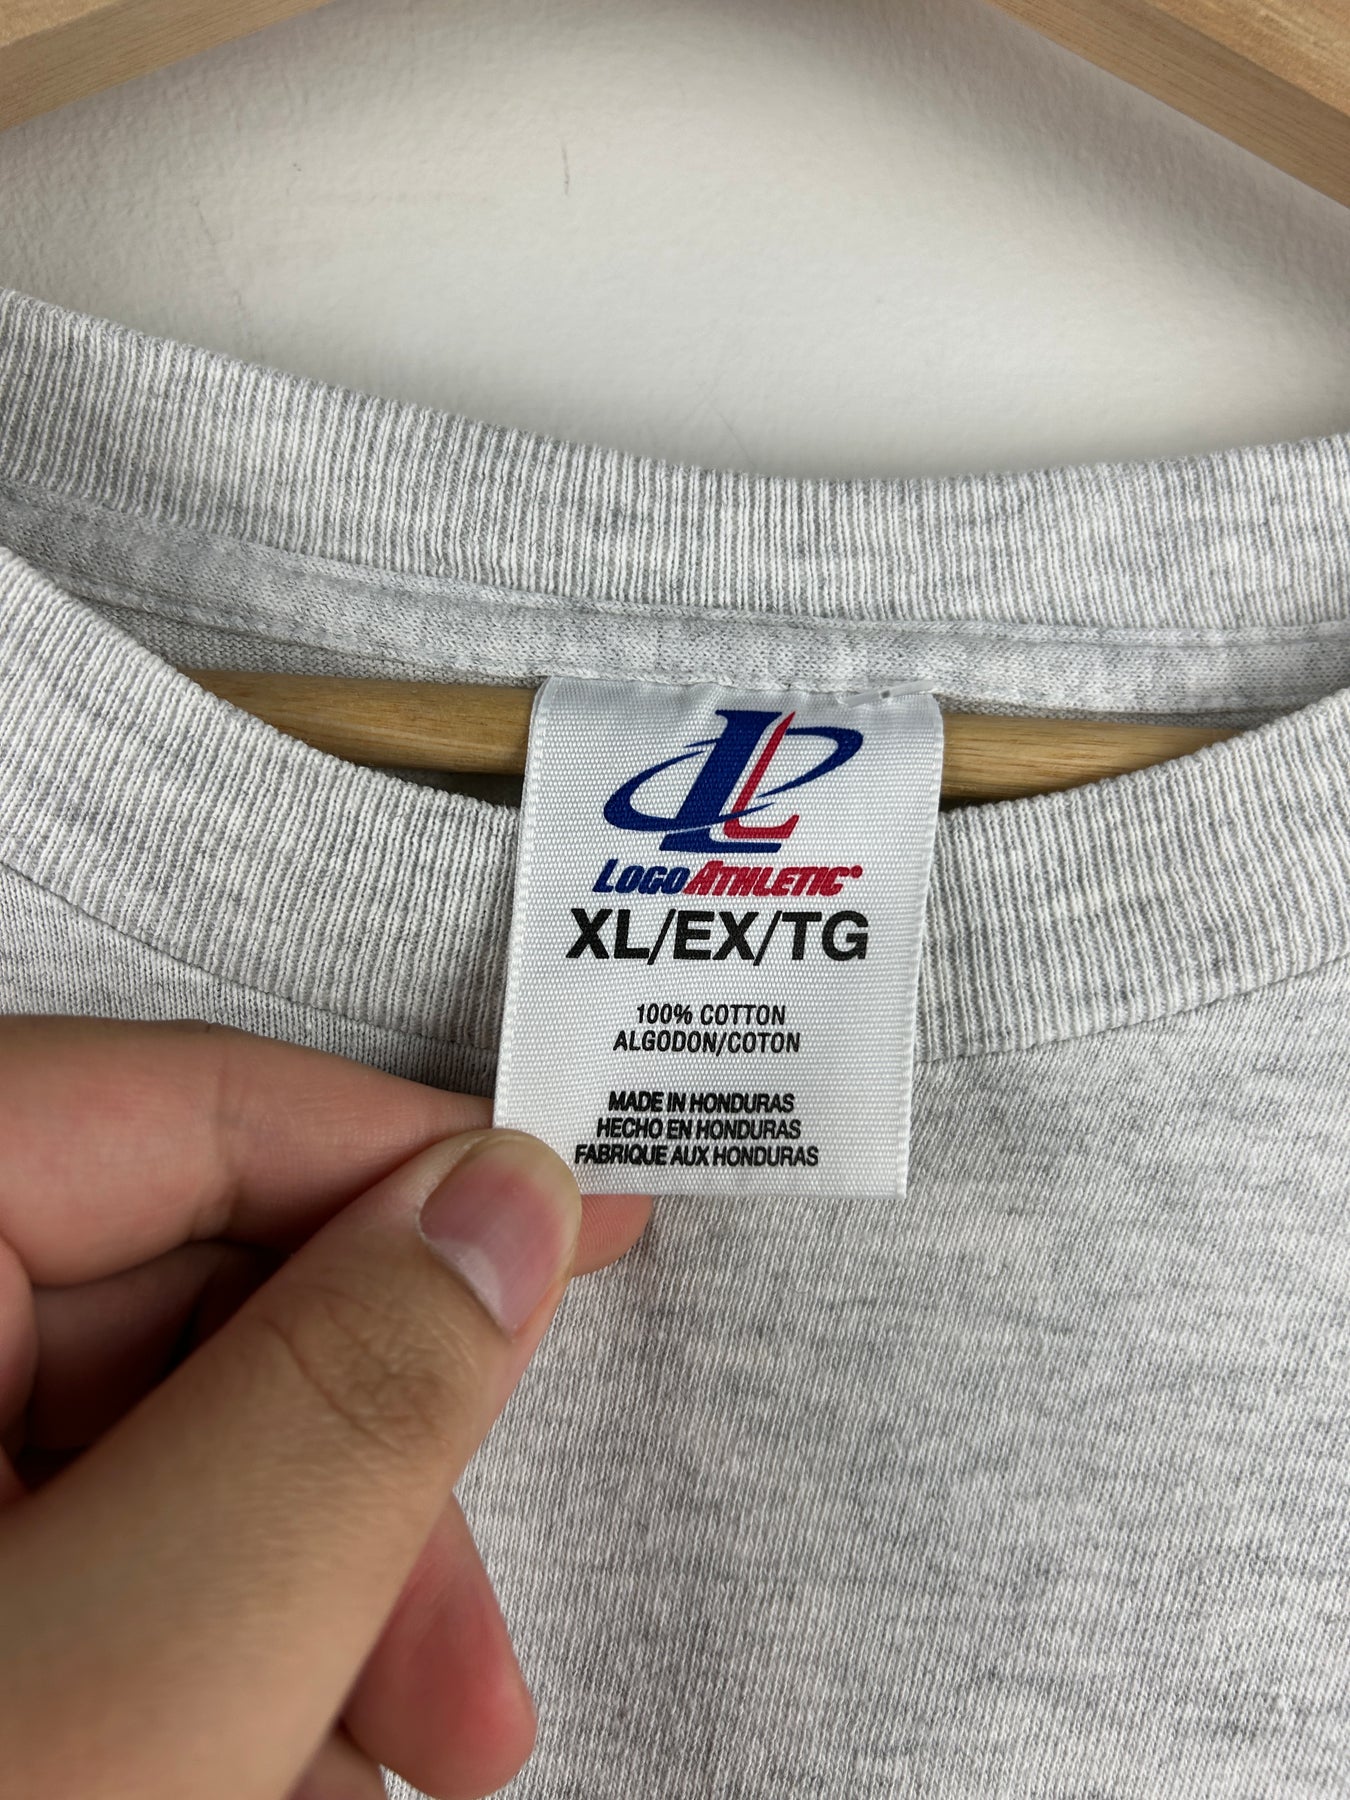 LOGOATHLETIC®
XL/EX/TG
100% COTTON
ALGODON/COTON
MADE IN HONDURAS
HECHO EN HONDURAS
FABRIQUE AUX HONDURAS